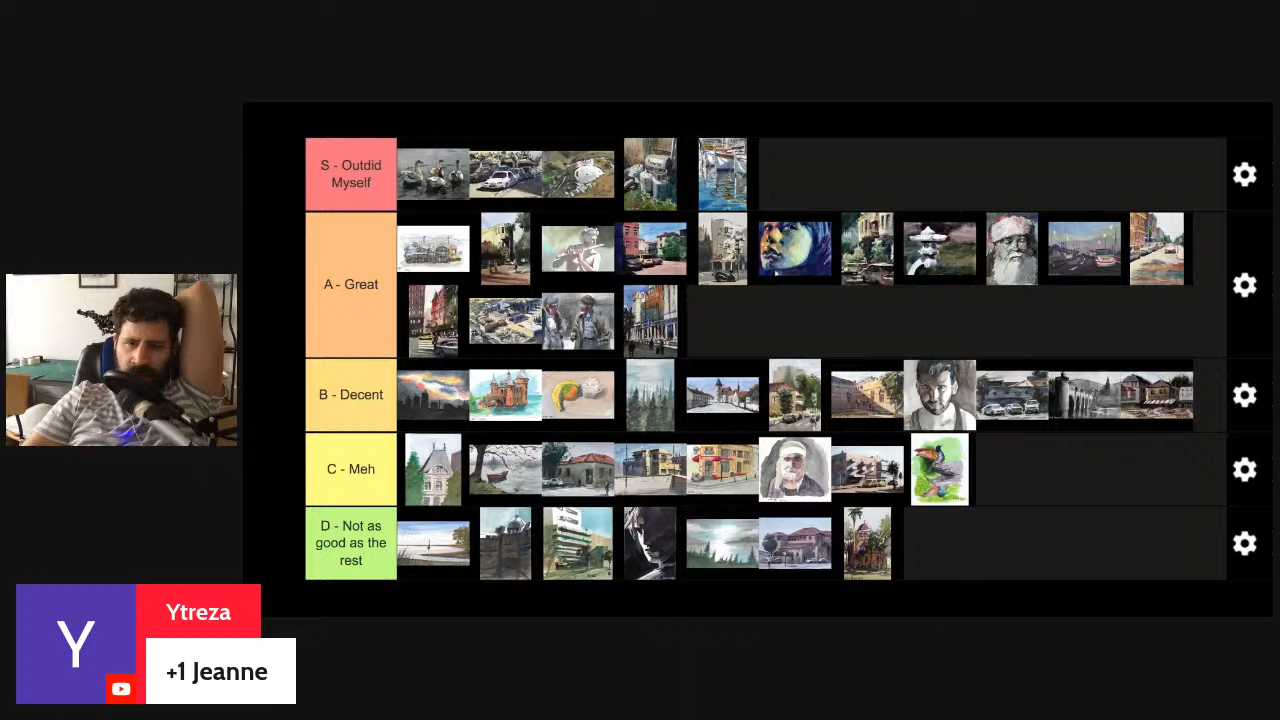 S - Outdid
Myself
A - Great
B - Decent
C - Meh
D - Not as
good as the
rest
Y
Ytreza
+1 Jeanne